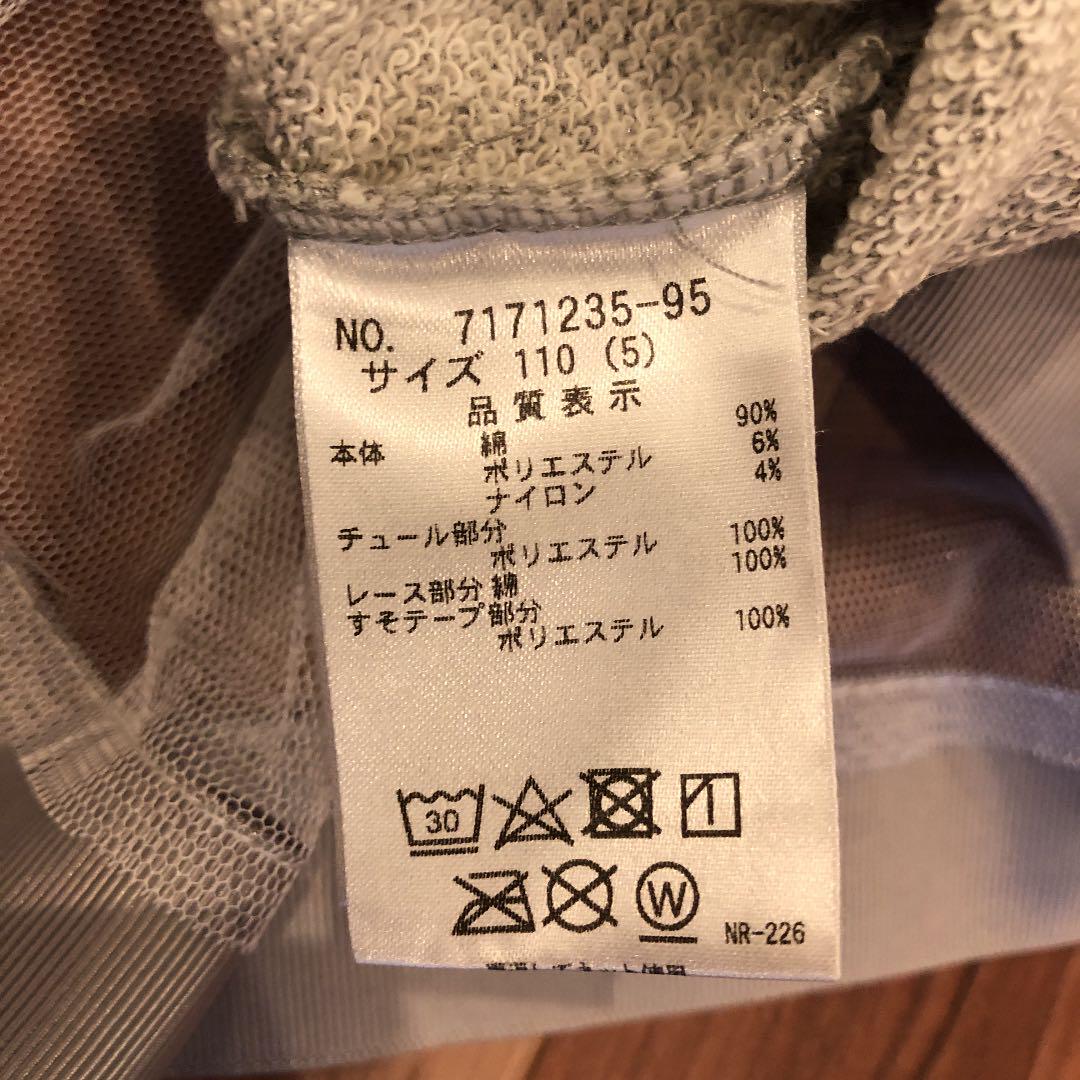 NO. 7171235-95
サイズ 110 (5)
品質表示
本体 綿 90%
ポリエステル 6%
ナイロン 4%
チュール部分
ポリエステル 100%
レース部分 綿 100%
すそテープ部分
ポリエステル 100%
30
W
NR-226